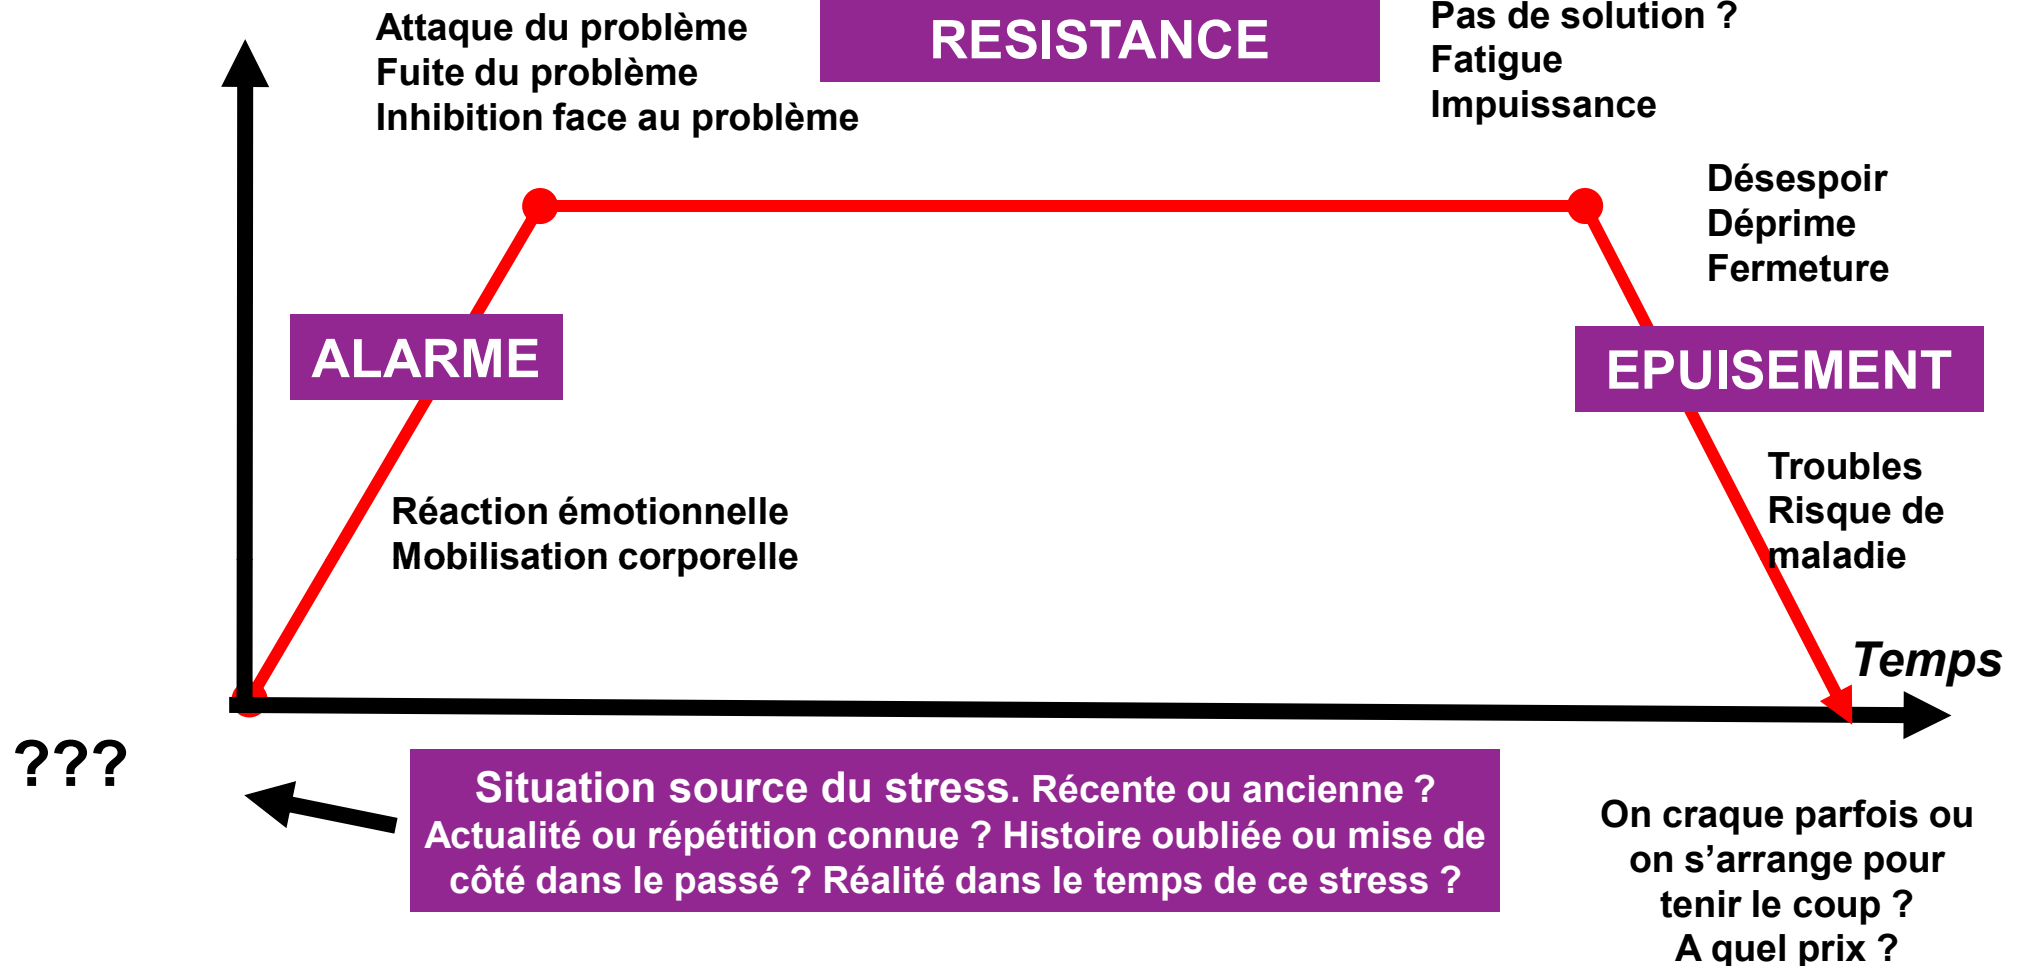 Attaque du problème
Fuite du problème
Inhibition face au problème
RESISTANCE
Pas de solution ?
Fatigue
Impuissance
Désespoir
Déprime
Fermeture
ALARME
EPUISEMENT
Réaction émotionnelle
Mobilisation corporelle
Troubles
Risque de
maladie
Temps
???
Situation source du stress. Récente ou ancienne ?
Actualité ou répétition connue ? Histoire oubliée ou mise de
côté dans le passé ? Réalité dans le temps de ce stress ?
On craque parfois ou
on s’arrange pour
tenir le coup ?
A quel prix ?